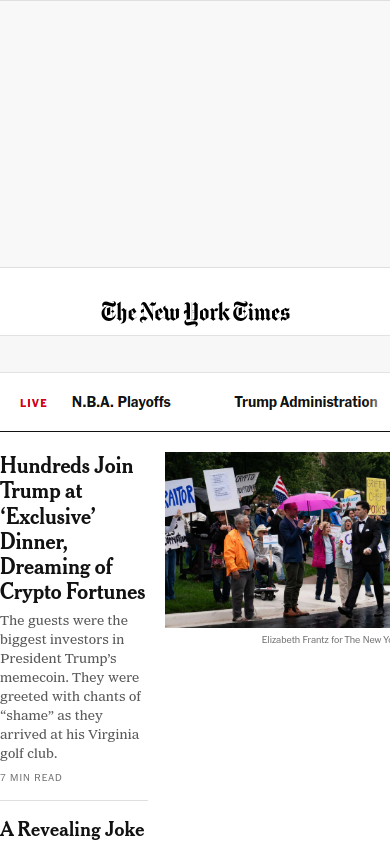 The New York Times
LIVE N.B.A. Playoffs Trump Administration
Hundreds Join
Trump at
‘Exclusive’
Dinner,
Dreaming of
Crypto Fortunes
The guests were the
biggest investors in
President Trump’s
memecoin. They were
greeted with chants of
“shame” as they
arrived at his Virginia
golf club.
7 MIN READ
TRAITOR
Elizabeth Frantz for The New Yo
A Revealing Joke